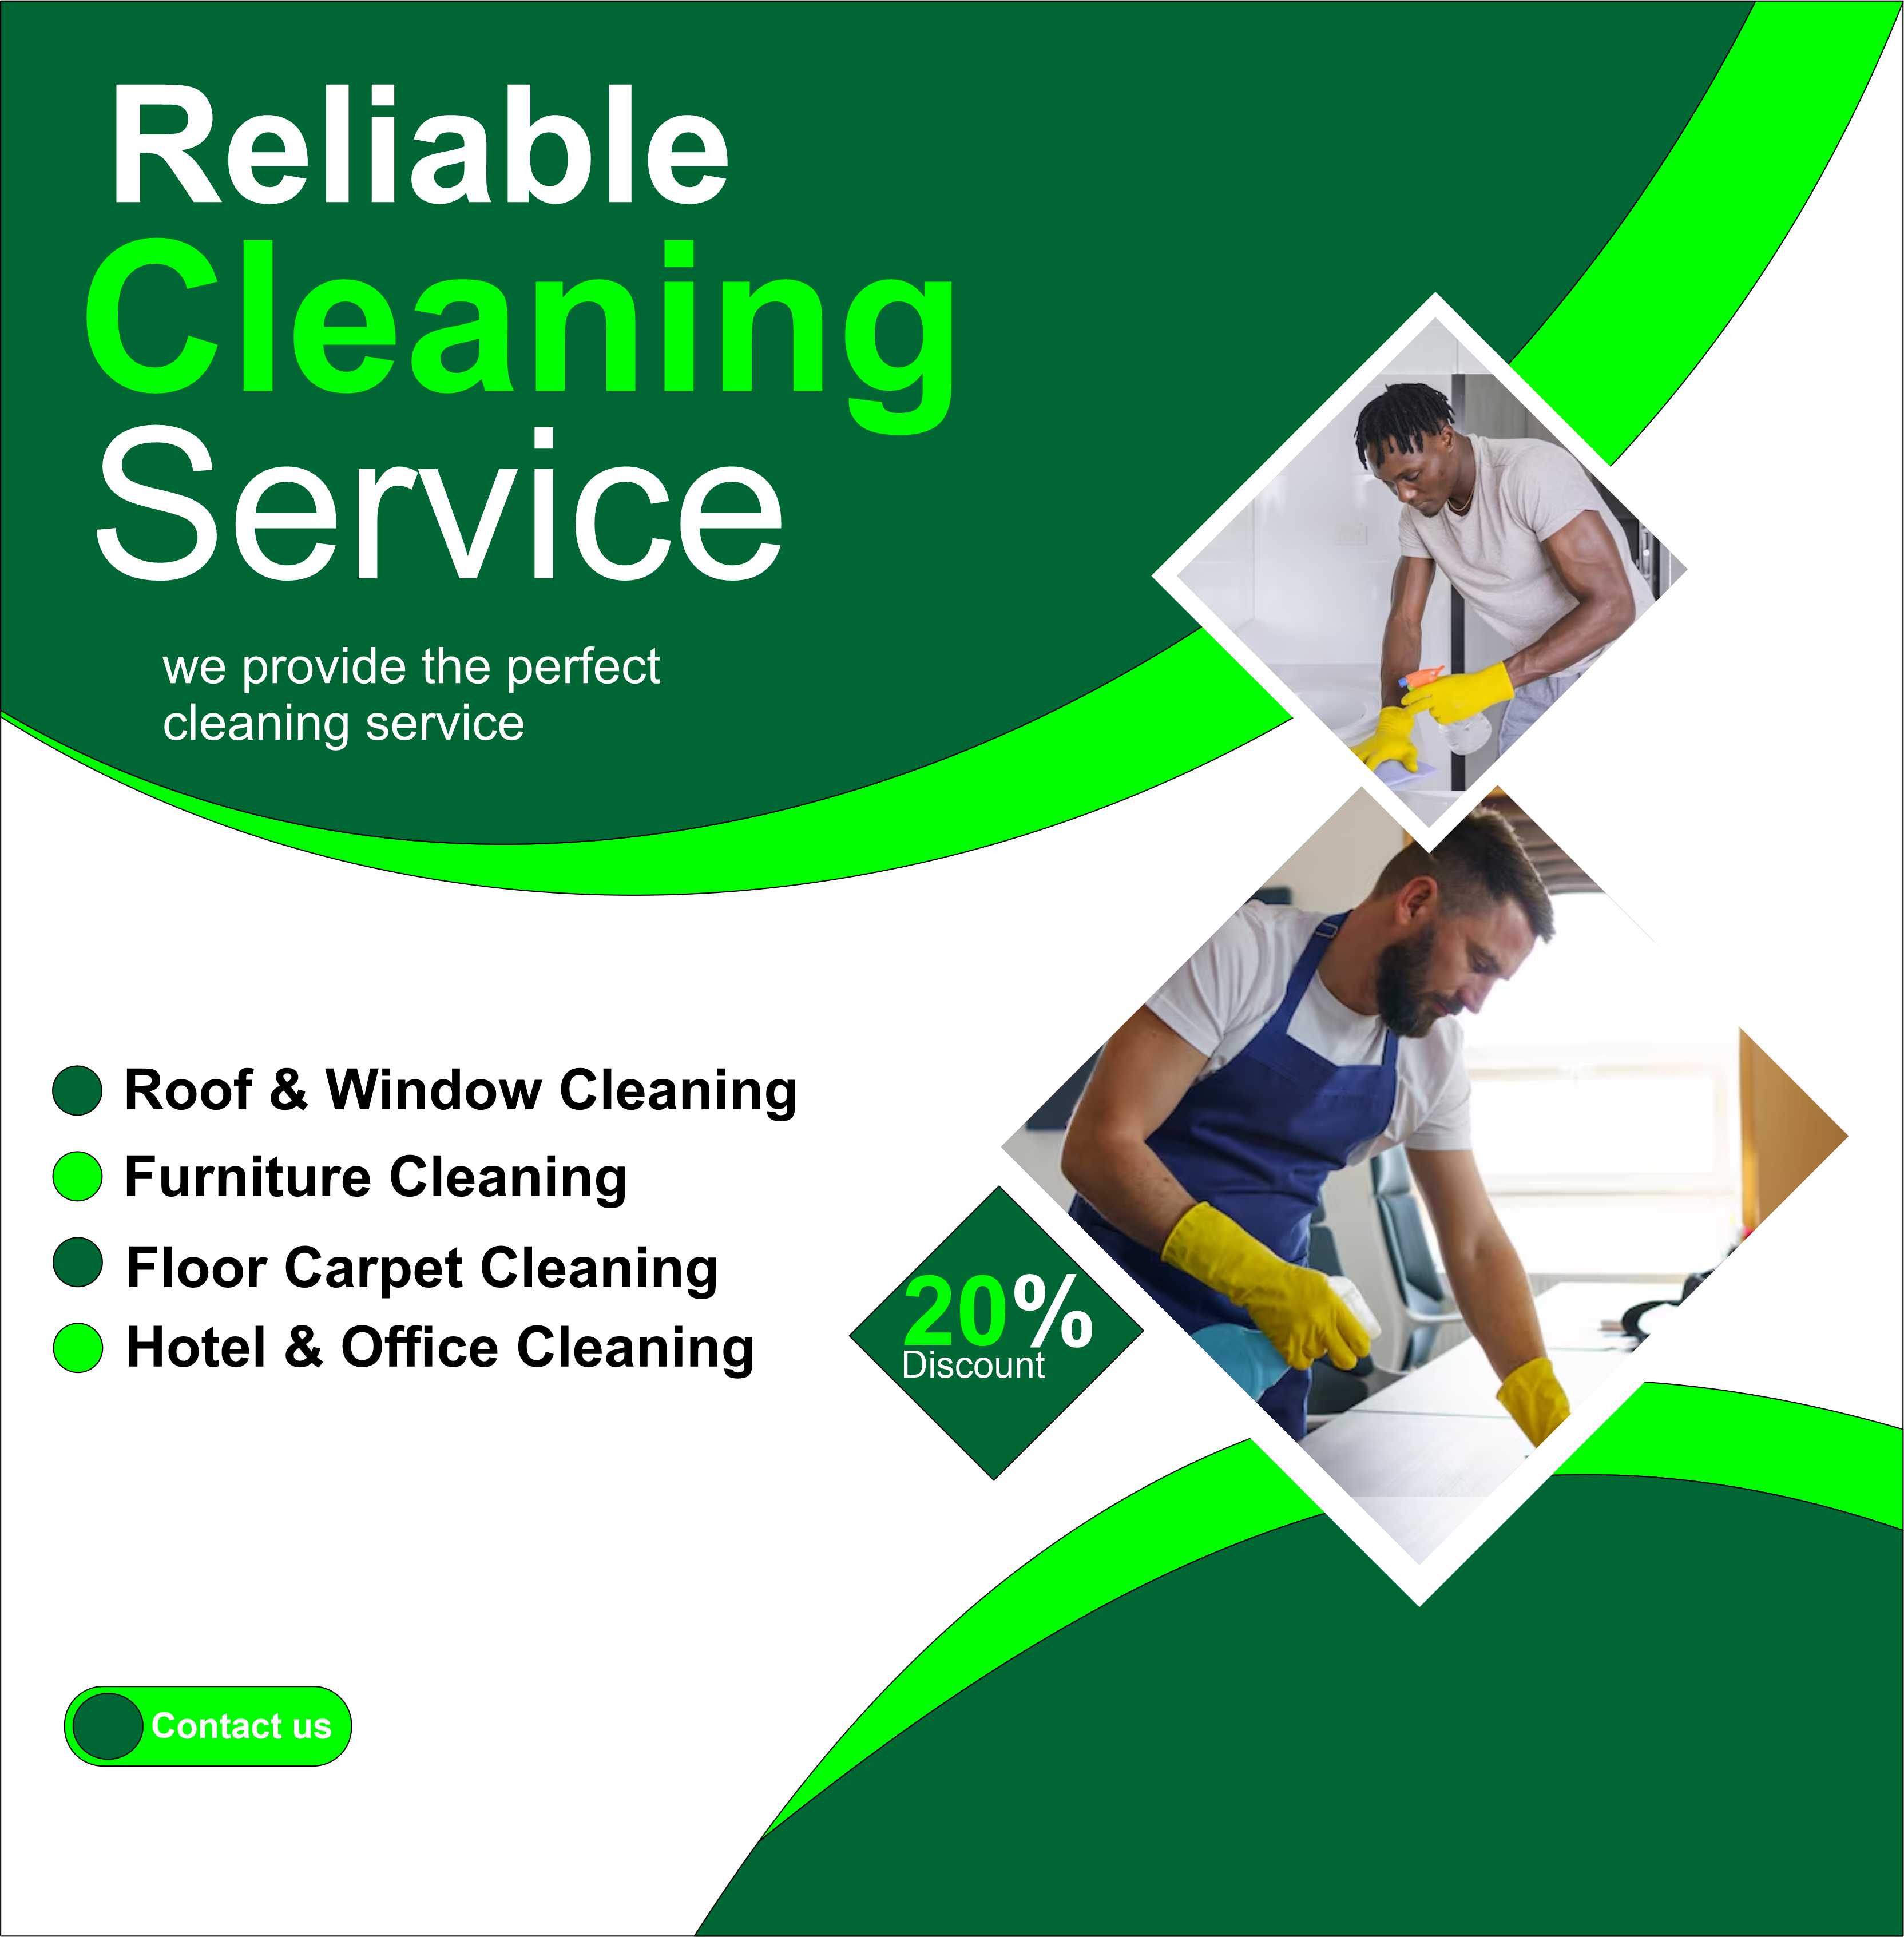 Reliable
Cleaning
Service
we provide the perfect
cleaning service
Roof & Window Cleaning
Furniture Cleaning
Floor Carpet Cleaning
Hotel & Office Cleaning
20%
Discount
Contact us